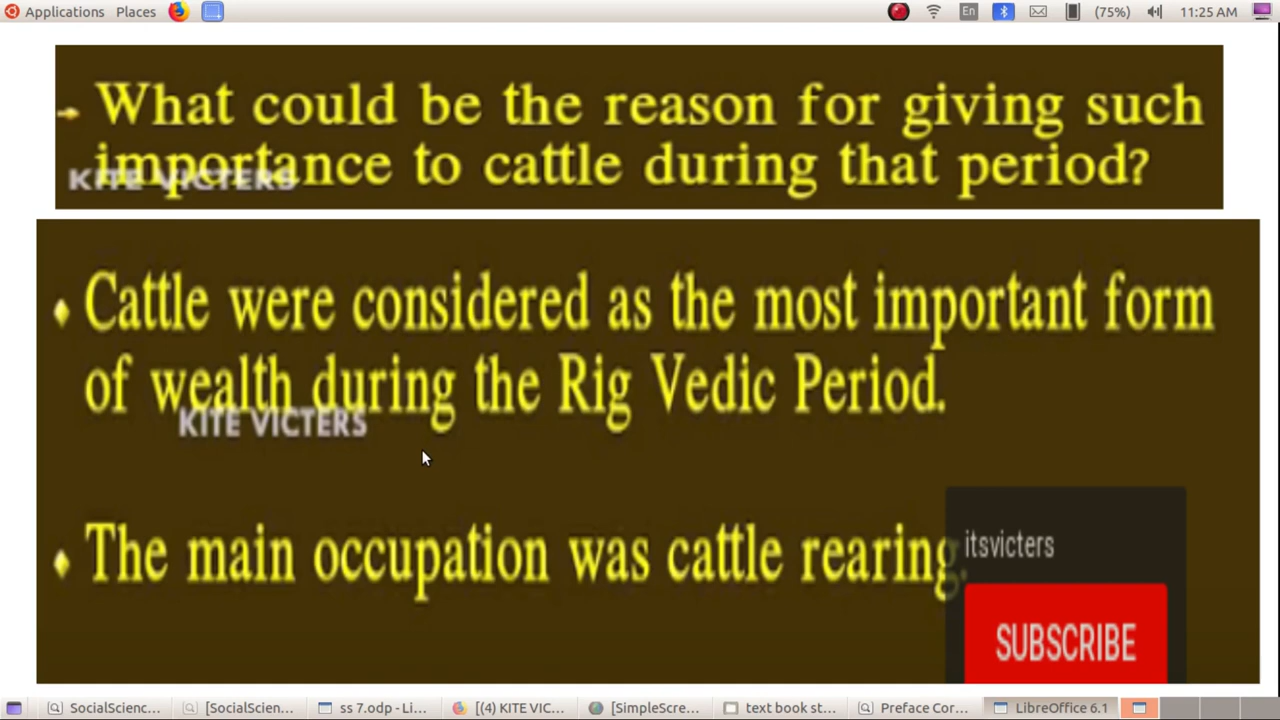 Applications Places En (75%) 11:25 AM
What could be the reason for giving such
importance to cattle during that period?
KITE VICTERS
Cattle were considered as the most important form
of wealth during the Rig Vedic Period.
KITE VICTERS
The main occupation was cattle rearing.
itsvicters
SUBSCRIBE
SocialScienc... [SocialScien... ss 7.odp - Li... [(4) KITE VIC... [SimpleScre... text book st... Preface Cor... LibreOffice 6.1